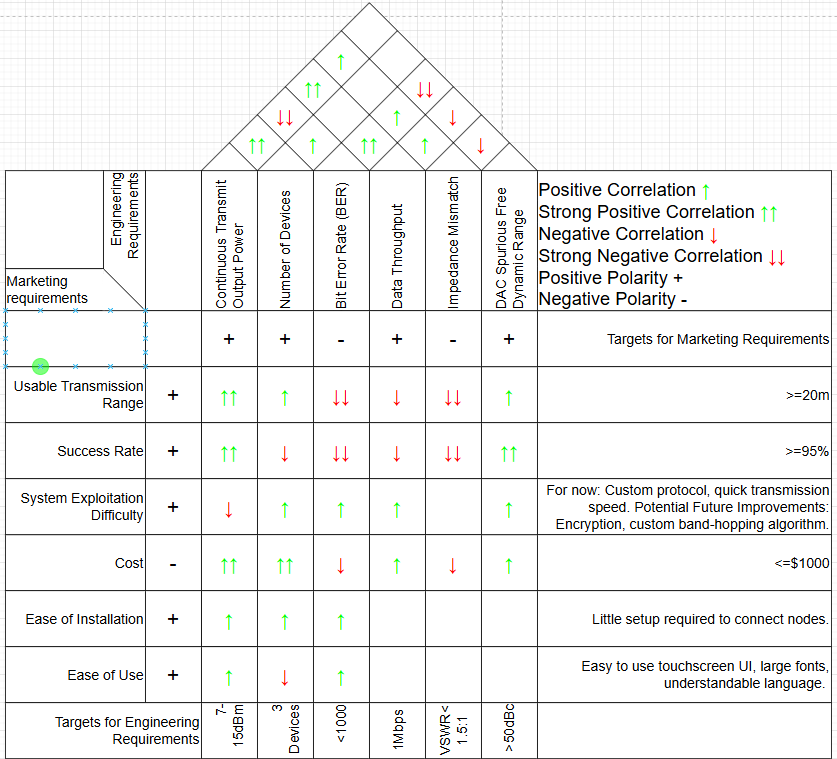 Engineering
Requirements
Marketing
requirements
Continuous Transmit
Output Power
Number of Devices
Bit Error Rate (BER)
Data Throughput
Impedance Mismatch
DAC Spurious Free
Dynamic Range
Positive Correlation ↑
Strong Positive Correlation ↑↑
Negative Correlation ↓
Strong Negative Correlation ↓↓
Positive Polarity +
Negative Polarity -
+ + - + - + Targets for Marketing Requirements
Usable Transmission
Range + ↑↑ ↑ ↓↓ ↓ ↓↓ ↑ >=20m
Success Rate + ↑↑ ↓ ↓↓ ↓ ↓↓ ↑↑ >=95%
System Exploitation
Difficulty + ↓ ↑ ↑ ↑ ↑
For now: Custom protocol, quick transmission
speed. Potential Future Improvements:
Encryption, custom band-hopping algorithm.
Cost - ↑↑ ↑↑ ↓ ↑ ↓ ↑ <=$1000
Ease of Installation + ↑ ↑ ↑ Little setup required to connect nodes.
Ease of Use + ↑ ↓ ↑
Easy to use touchscreen UI, large fonts,
understandable language.
Targets for Engineering
Requirements
7-
15dBm
3
Devices
<1000
1Mbps
VSWR<
1.5:1
>50dBc